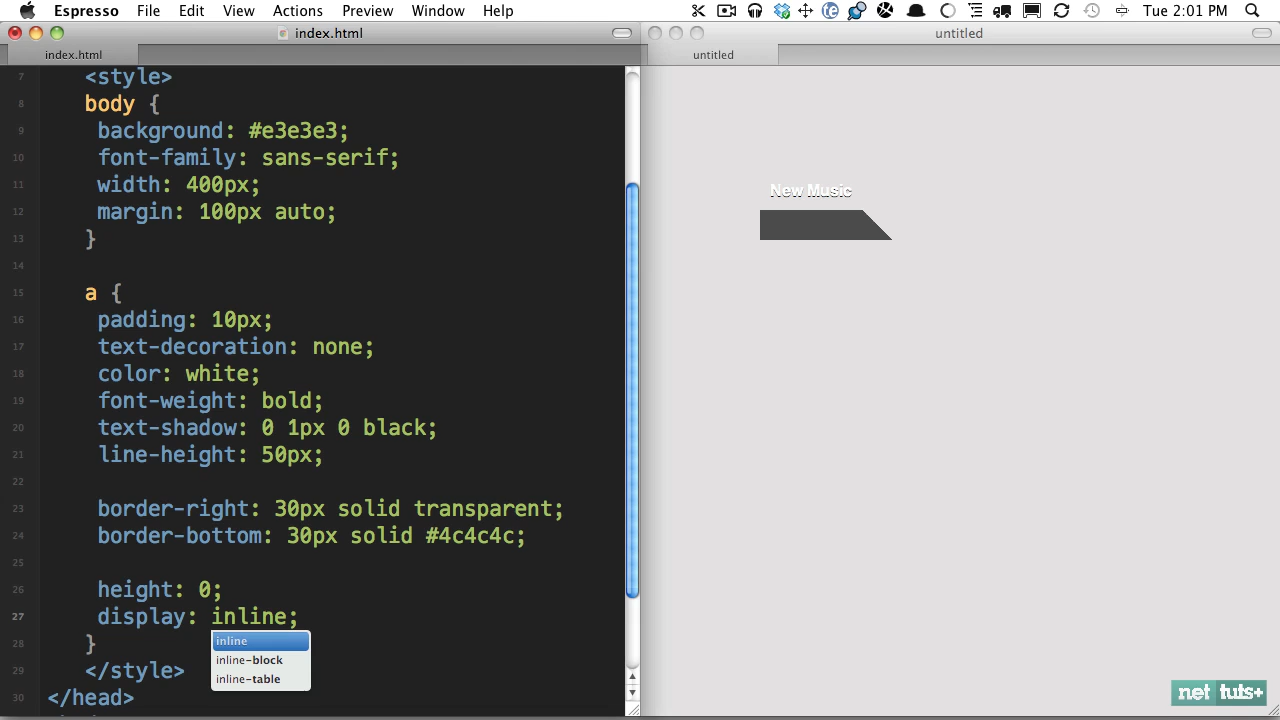 Espresso File Edit View Actions Preview Window Help Tue 2:01 PM
index.html
index.html
untitled
untitled
7 <style>
8 body {
9 background: #e3e3e3;
10 font-family: sans-serif;
11 width: 400px;
12 margin: 100px auto;
13 }
14
15 a {
16 padding: 10px;
17 text-decoration: none;
18 color: white;
19 font-weight: bold;
20 text-shadow: 0 1px 0 black;
21 line-height: 50px;
22
23 border-right: 30px solid transparent;
24 border-bottom: 30px solid #4c4c4c;
25
26 height: 0;
27 display: inline;
28 }
29 </style>
30 </head>
inline
inline-block
inline-table
New Music
net tuts+